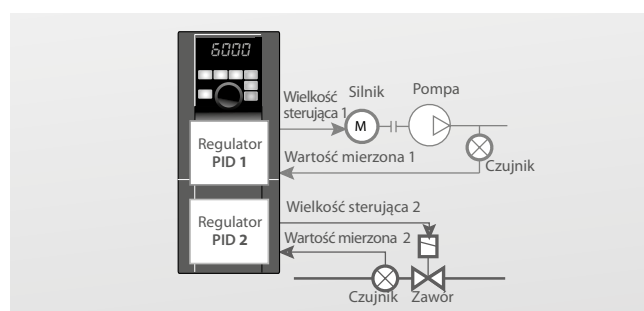 6000
Wielkość
sterująca 1
Silnik
Pompa
M
Regulator
PID 1
Wartość mierzona 1
Czujnik
Regulator
PID 2
Wielkość sterująca 2
Wartość mierzona 2
Czujnik
Zawór